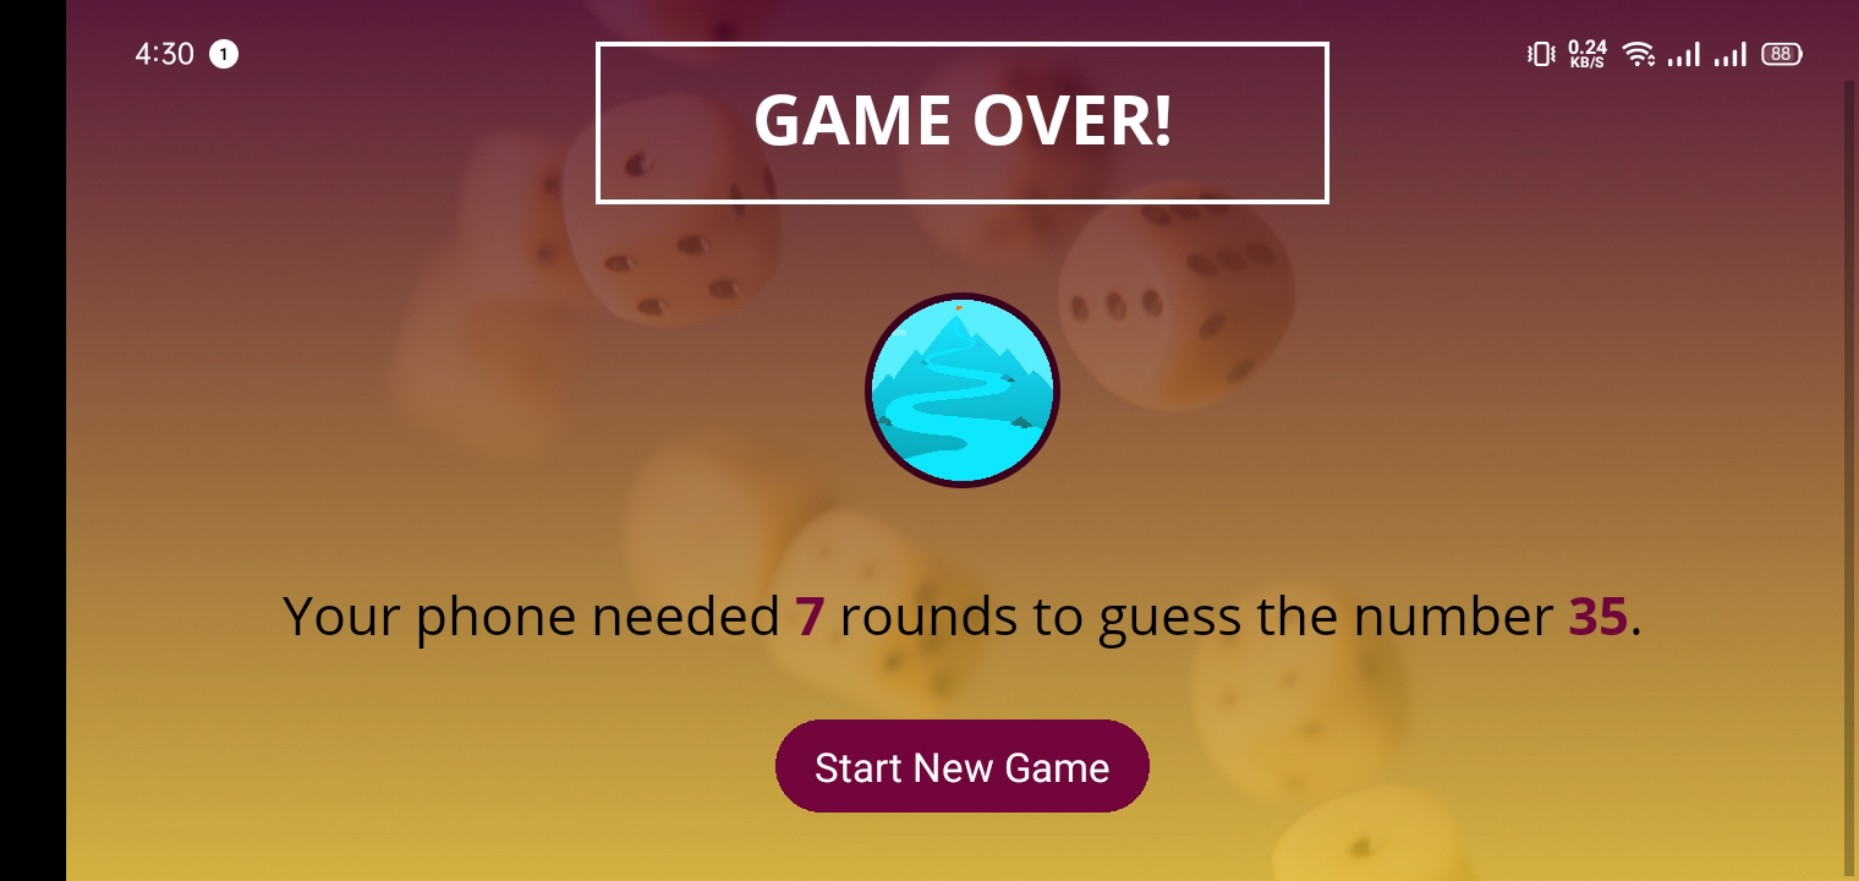 4:30 1
0.24
KB/S
88
GAME OVER!
Your phone needed 7 rounds to guess the number 35.
Start New Game